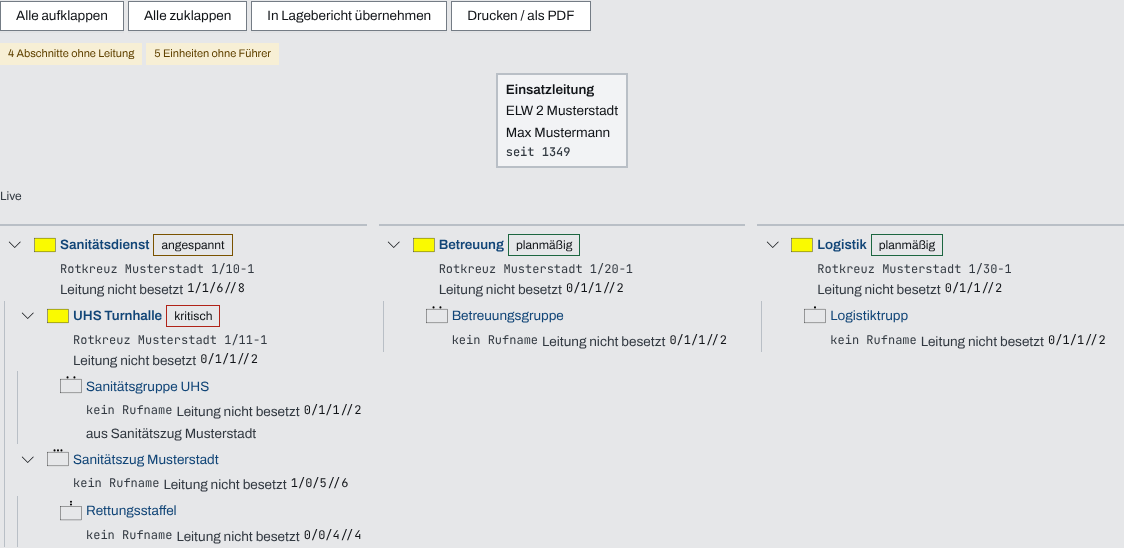 Alle aufklappen Alle zuklappen In Lagebericht übernehmen Drucken / als PDF
4 Abschnitte ohne Leitung 5 Einheiten ohne Führer
Einsatzleitung
ELW 2 Musterstadt
Max Mustermann
seit 1349
Live
Sanitätsdienst angespannt
Rotkreuz Musterstadt 1/10-1
Leitung nicht besetzt 1/1/6//8
UHS Turnhalle kritisch
Rotkreuz Musterstadt 1/11-1
Leitung nicht besetzt 0/1/1//2
Sanitätsgruppe UHS
kein Rufname Leitung nicht besetzt 0/1/1//2
aus Sanitätszug Musterstadt
Sanitätszug Musterstadt
kein Rufname Leitung nicht besetzt 1/0/5//6
Rettungsstaffel
kein Rufname Leitung nicht besetzt 0/0/4//4
Betreuung planmäßig
Rotkreuz Musterstadt 1/20-1
Leitung nicht besetzt 0/1/1//2
Betreuungsgruppe
kein Rufname Leitung nicht besetzt 0/1/1//2
Logistik planmäßig
Rotkreuz Musterstadt 1/30-1
Leitung nicht besetzt 0/1/1//2
Logistiktrupp
kein Rufname Leitung nicht besetzt 0/1/1//2